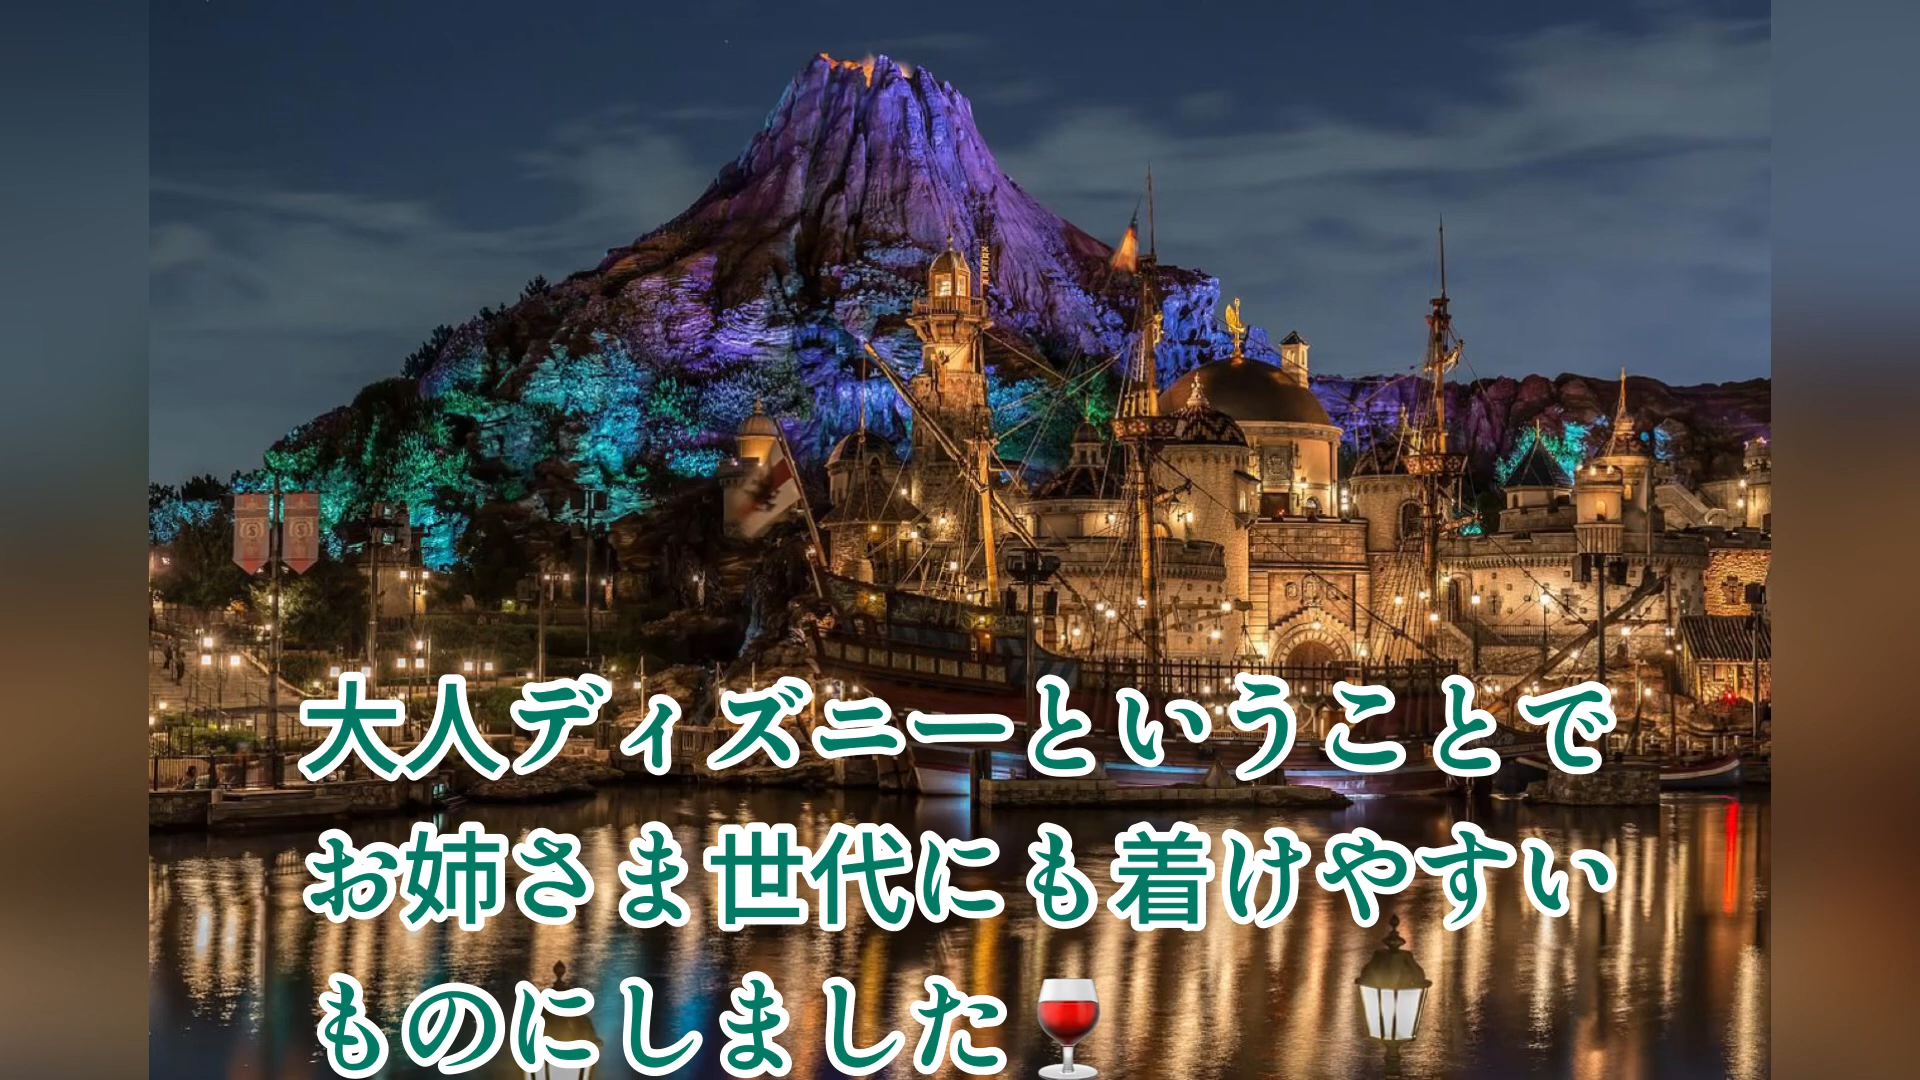 大人ディズニーということで
お姉さま世代にも着けやすい
ものにしました🍷